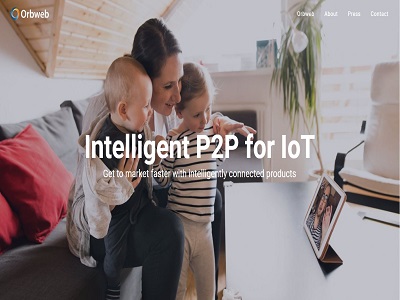 Orbweb
Orbweb About Press Contact
Intelligent P2P for IoT
Get to market faster with intelligently connected products